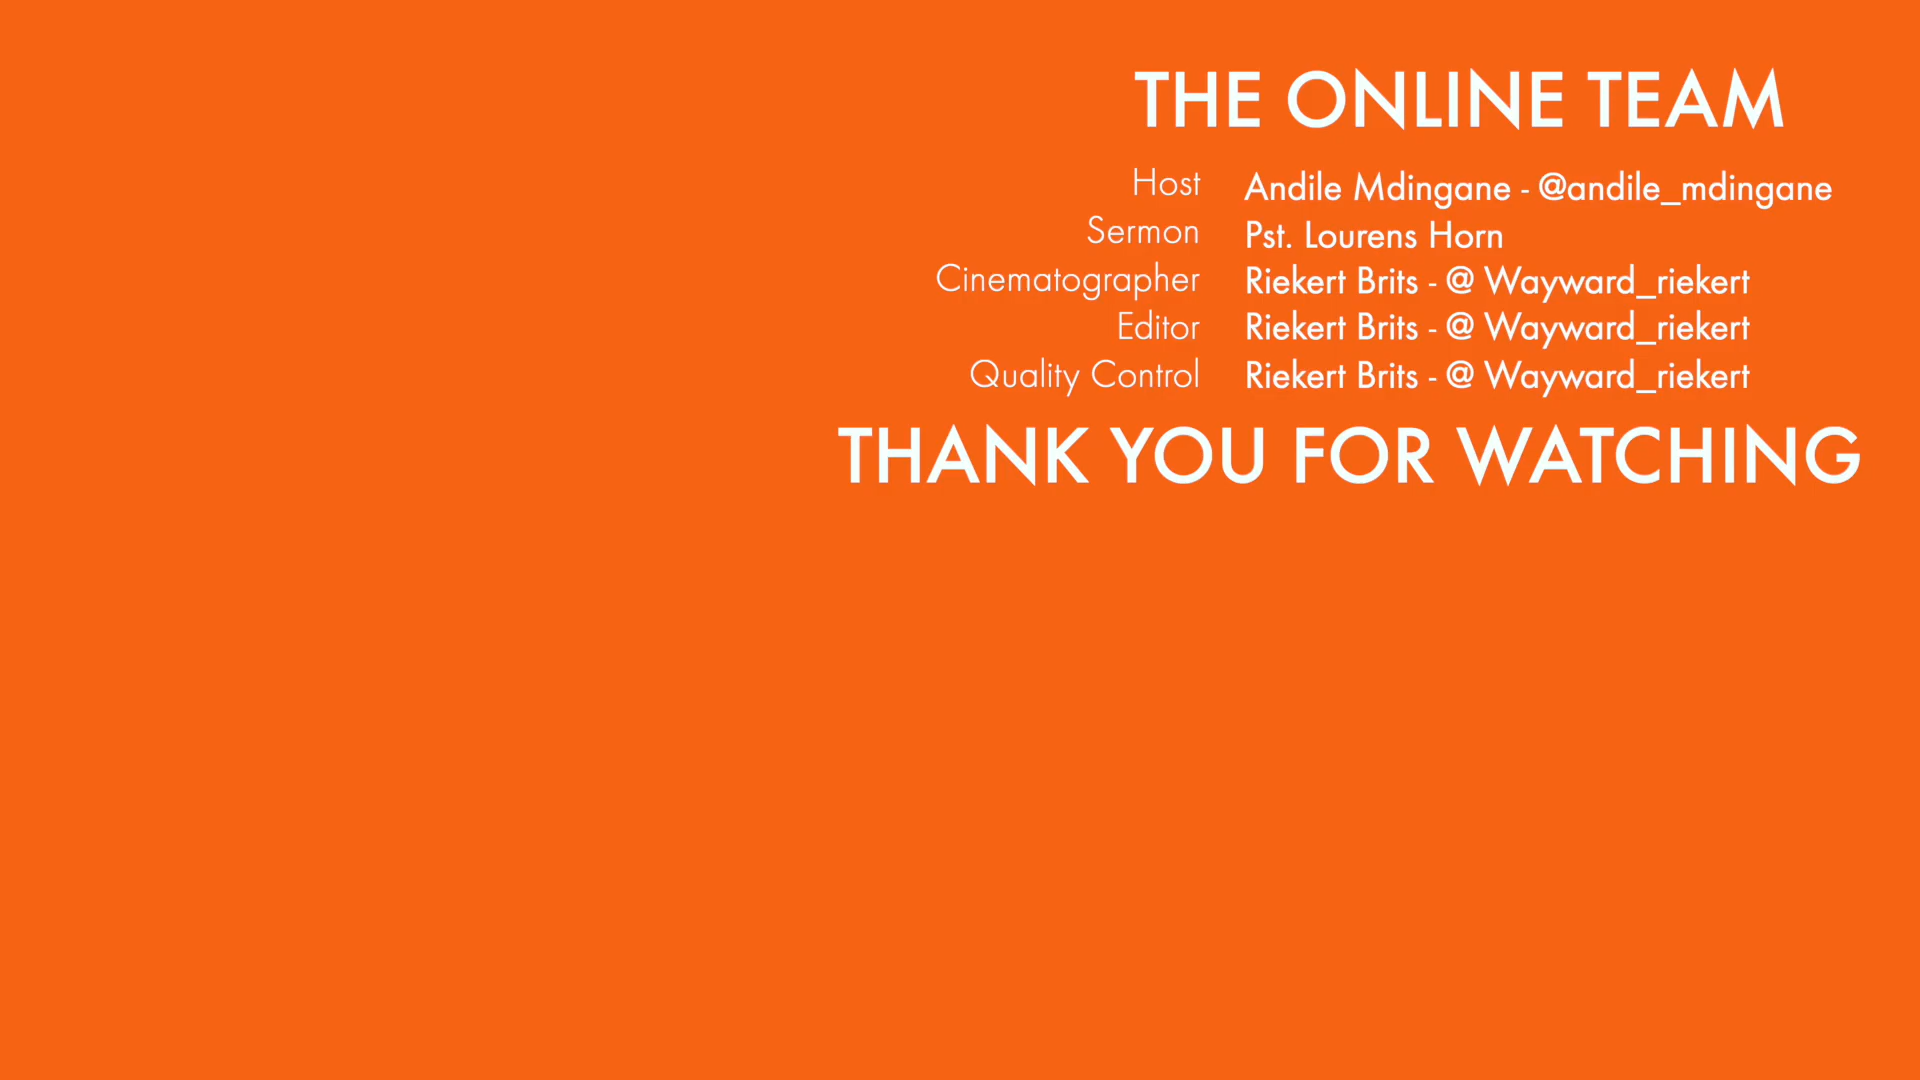 THE ONLINE TEAM
Host Andile Mdingane - @andile_mdingane
Sermon Pst. Lourens Horn
Cinematographer Riekert Brits - @ Wayward_riekert
Editor Riekert Brits - @ Wayward_riekert
Quality Control Riekert Brits - @ Wayward_riekert
THANK YOU FOR WATCHING